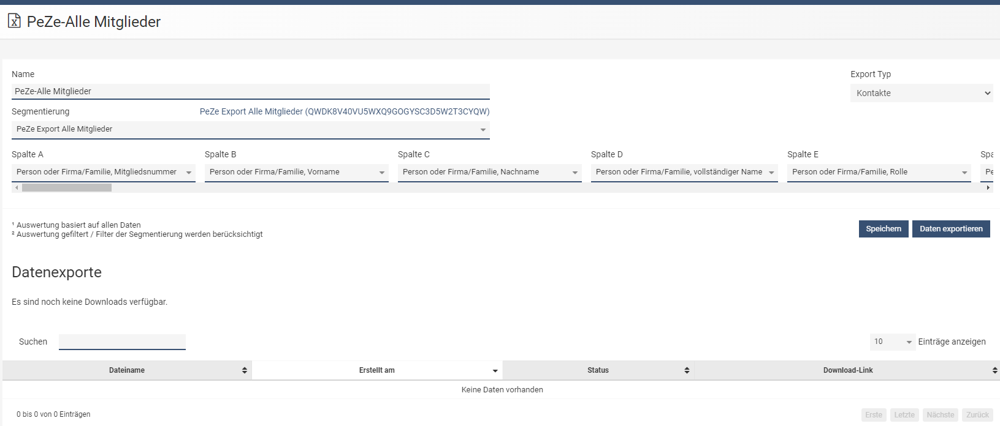 PeZe-Alle Mitglieder
Name
Export Typ
PeZe-Alle Mitglieder
Kontakte
Segmentierung
PeZe Export Alle Mitglieder (QWDK8V40VU5WXQ9GOGYSC3D5W2T3CYQW)
PeZe Export Alle Mitglieder
Spalte A
Spalte B
Spalte C
Spalte D
Spalte E
Spa
Person oder Firma/Familie, Mitgliedsnummer
Person oder Firma/Familie, Vorname
Person oder Firma/Familie, Nachname
Person oder Firma/Familie, vollständiger Name
Person oder Firma/Familie, Rolle
Pe
¹ Auswertung basiert auf allen Daten
² Auswertung gefiltert / Filter der Segmentierung werden berücksichtigt
Speichern
Daten exportieren
Datenexporte
Es sind noch keine Downloads verfügbar.
Suchen
10
Einträge anzeigen
Dateiname
Erstellt am
Status
Download-Link
Keine Daten vorhanden
0 bis 0 von 0 Einträgen
Erste
Letzte
Nächste
Zurück